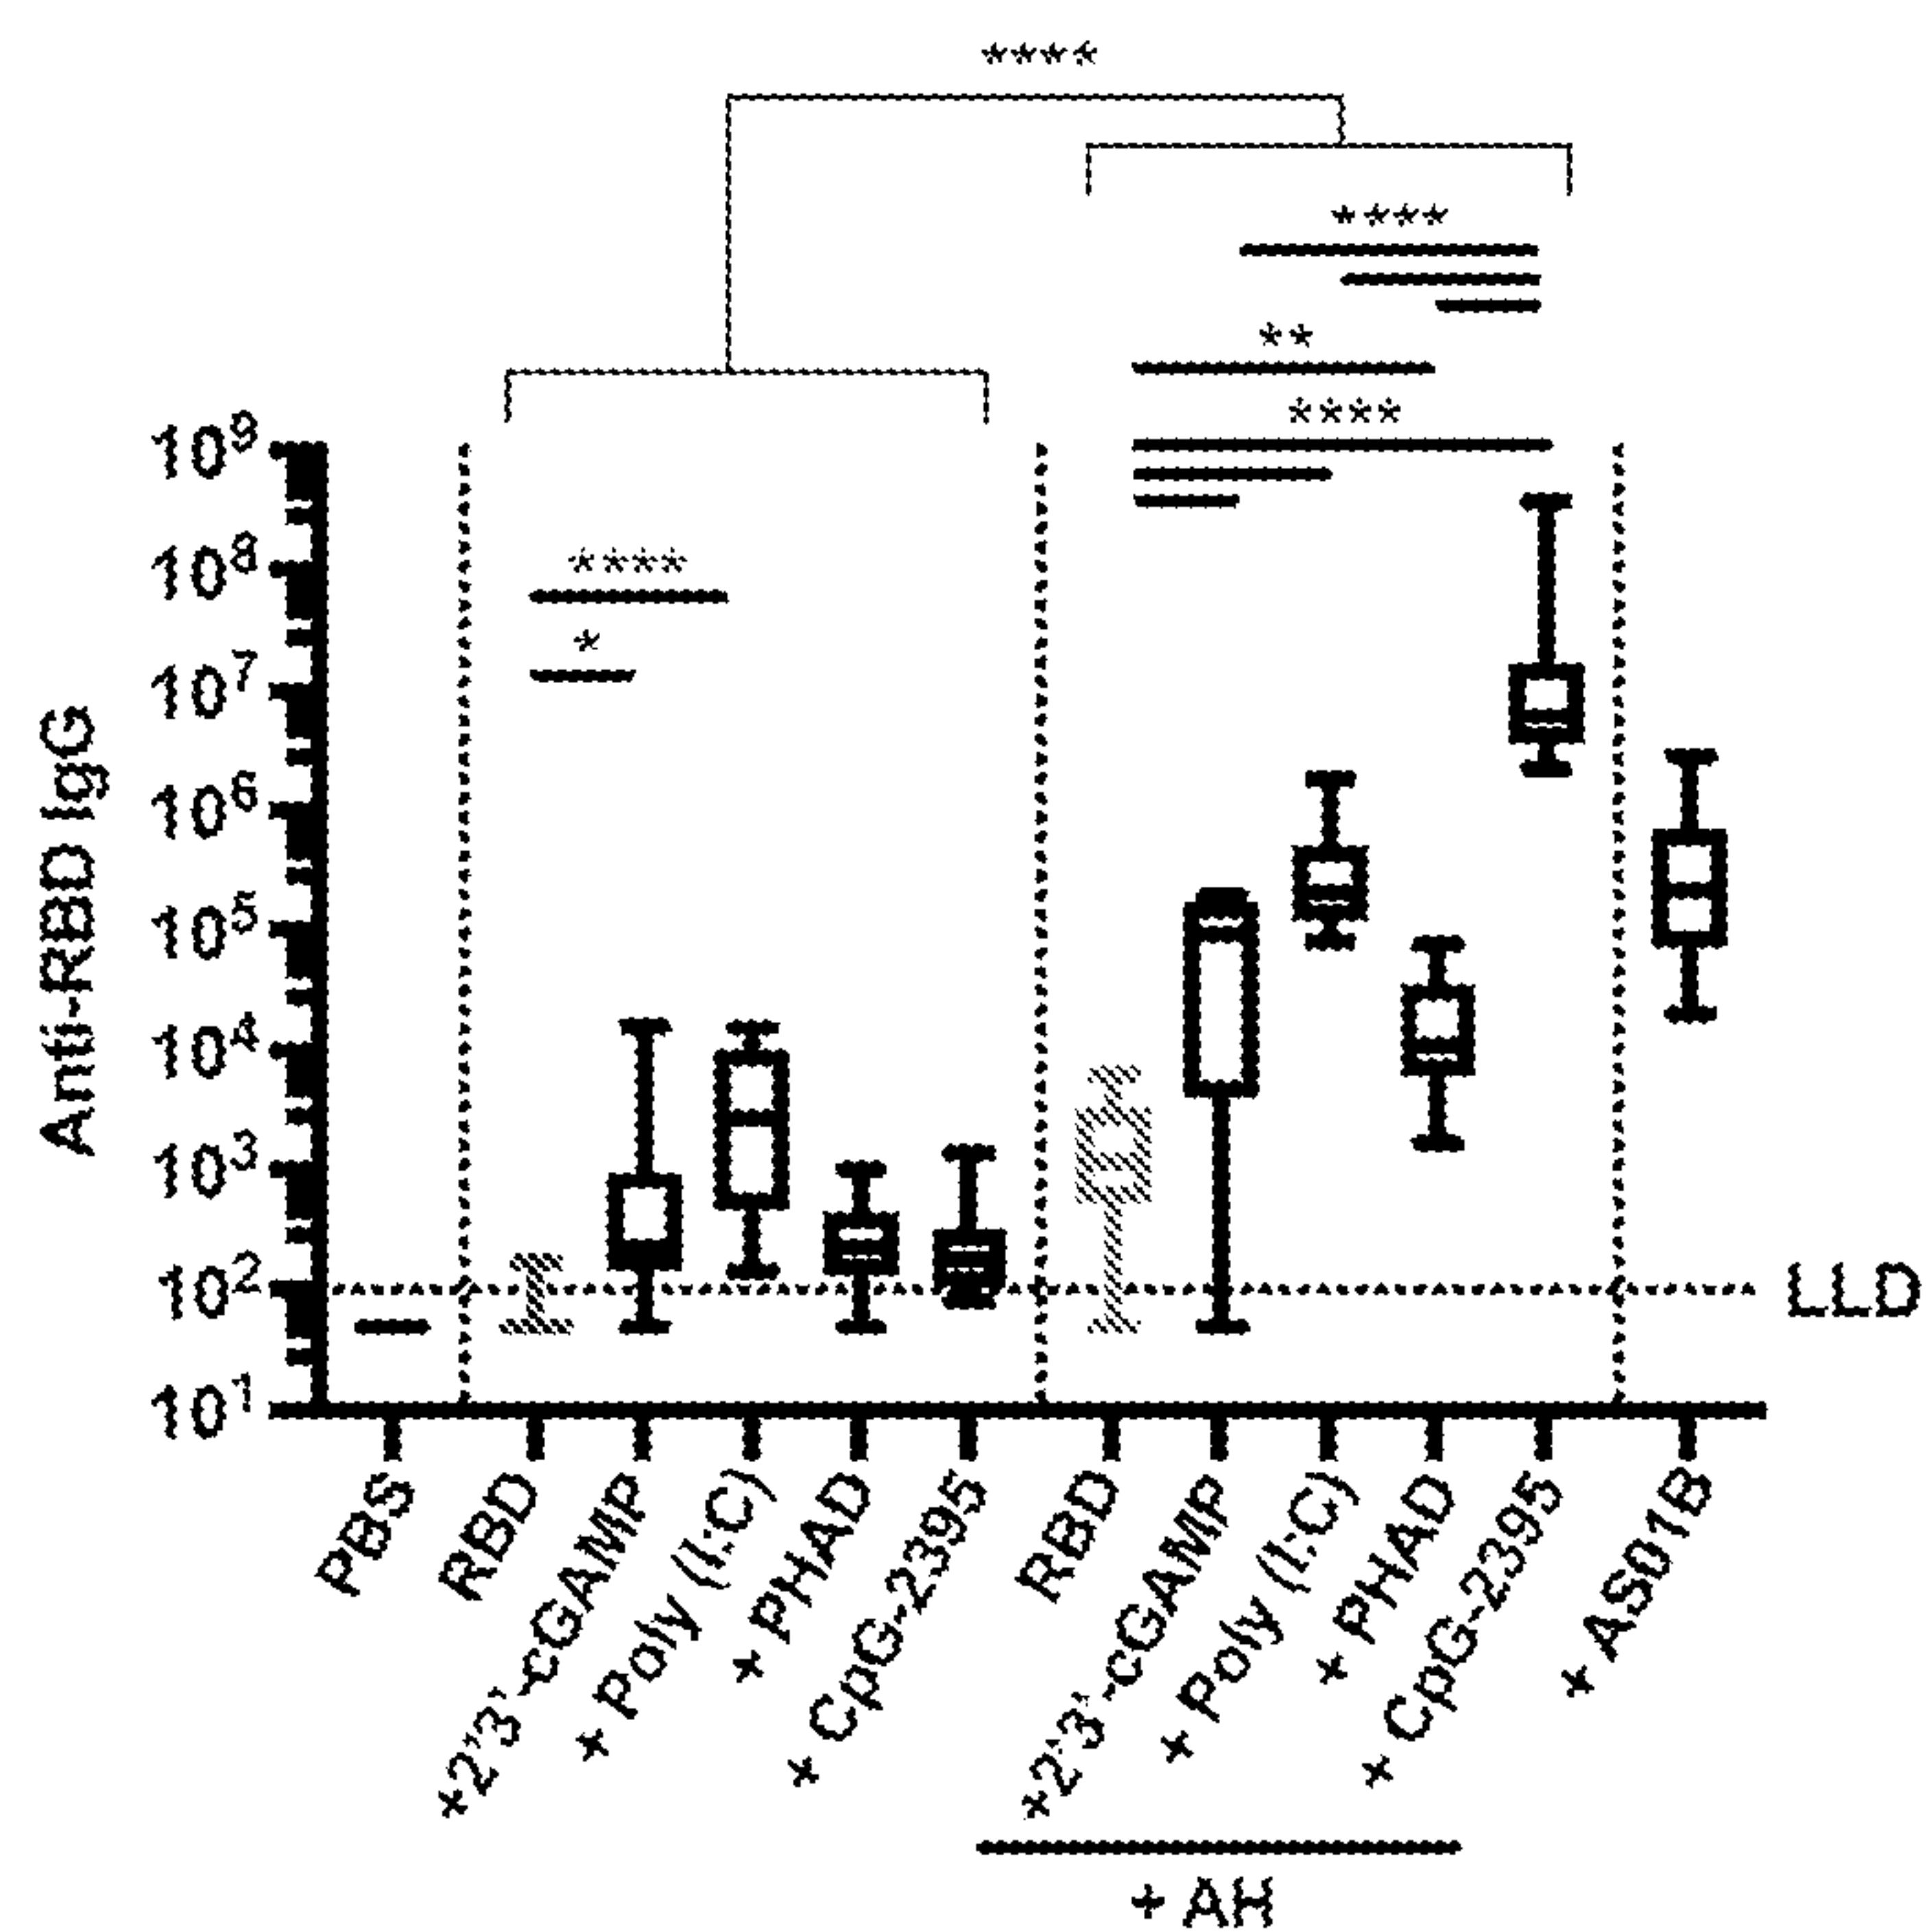 ****
****
**
****
****
*
Anti-RBD IgG
10⁹
10⁸
10⁷
10⁶
10⁵
10⁴
10³
10²
10¹
LLD
PBS
RBD
+2'3'-cGAMP
+ Poly (I:C)
+ PHAD
+ CpG-2395
RBD
+2'3'-cGAMP
+ Poly (I:C)
+ PHAD
+ CpG-2395
+ AS01B
+ AH